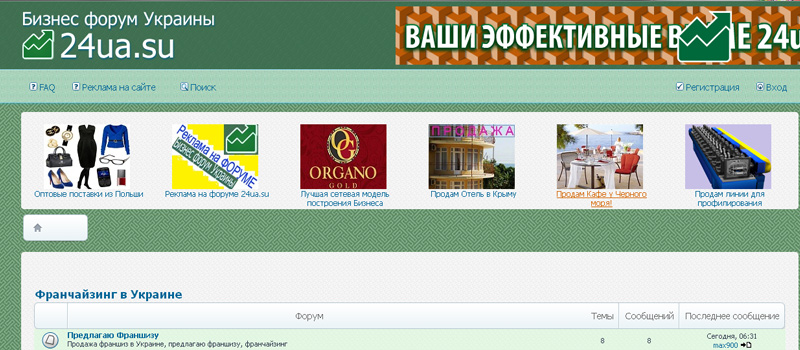 Бизнес форум Украины
24ua.su
ВАШИ ЭФФЕКТИВНЫЕ
24u
FAQ
Реклама на сайте
Поиск
Регистрация
Вход
Реклама на ФОРУМЕ
Бизнес форум Украина
OG
ORGANO
GOLD
ПРОДАЖА
Оптовые поставки из Польши
Реклама на форуме 24ua.su
Лучшая сетевая модель
построения Бизнеса
Продам Отель в Крыму
Продам Кафе у Черного
моря!
Продам линии для
профилирования
Франчайзинг в Украине
Форум Темы Сообщений Последнее сообщение
Предлагаю Франшизу
Продажа франшиз в Украине, предлагаю франшизу, франчайзинг
8
8
Сегодня, 06:31
max900